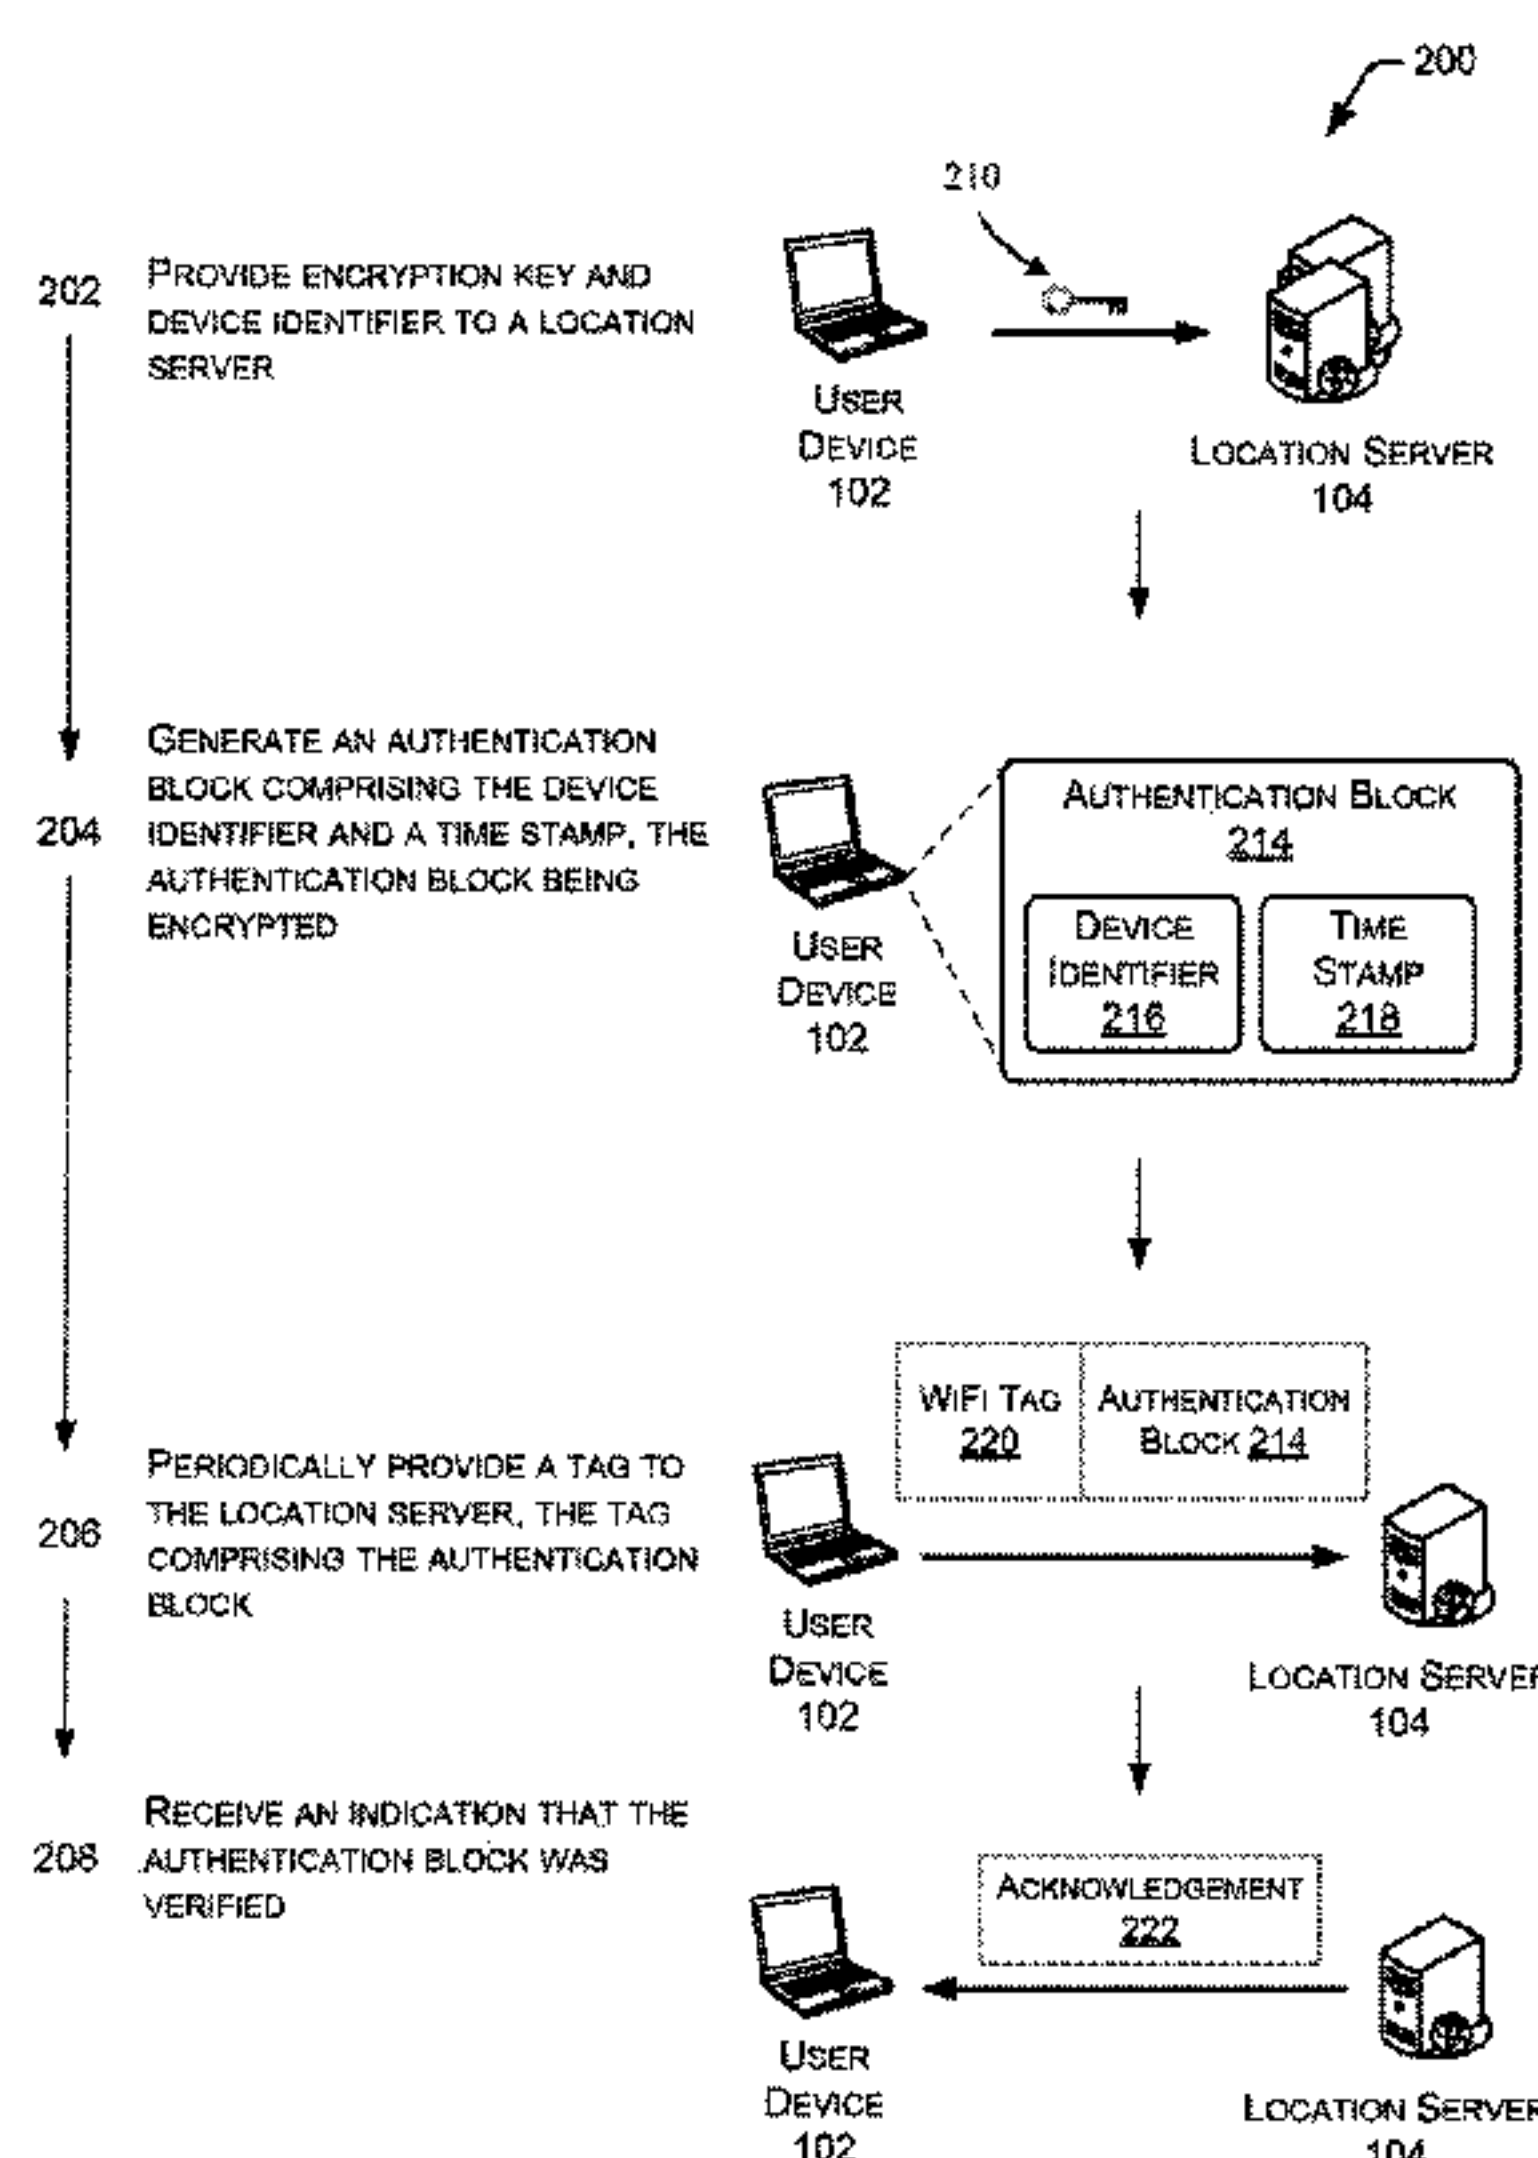 200
210
202
PROVIDE ENCRYPTION KEY AND
DEVICE IDENTIFIER TO A LOCATION
SERVER
USER
DEVICE
102
LOCATION SERVER
104
204
GENERATE AN AUTHENTICATION
BLOCK COMPRISING THE DEVICE
IDENTIFIER AND A TIME STAMP, THE
AUTHENTICATION BLOCK BEING
ENCRYPTED
USER
DEVICE
102
AUTHENTICATION BLOCK
214
DEVICE
IDENTIFIER
216
TIME
STAMP
218
206
PERIODICALLY PROVIDE A TAG TO
THE LOCATION SERVER, THE TAG
COMPRISING THE AUTHENTICATION
BLOCK
WIFI TAG
220
AUTHENTICATION
BLOCK 214
USER
DEVICE
102
LOCATION SERVER
104
208
RECEIVE AN INDICATION THAT THE
AUTHENTICATION BLOCK WAS
VERIFIED
ACKNOWLEDGEMENT
222
USER
DEVICE
102
LOCATION SERVER
104